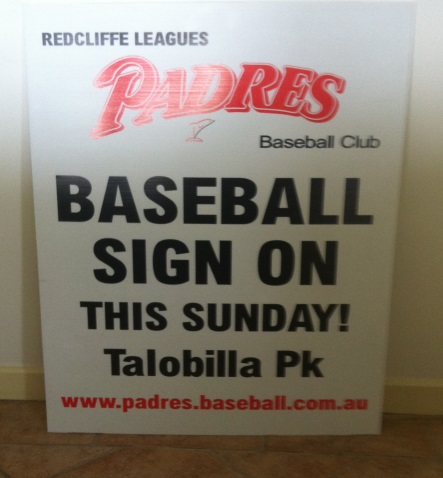 REDCLIFFE LEAGUES
PADRES
Baseball Club
BASEBALL
SIGN ON
THIS SUNDAY!
Talobilla Pk
www.padres.baseball.com.au